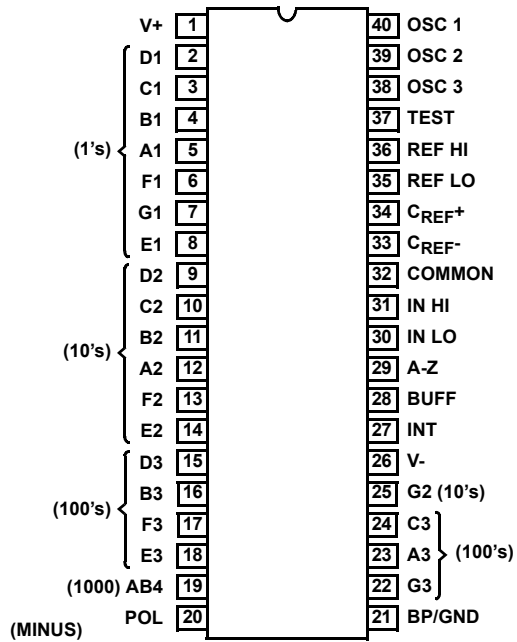 V+ 1 40 OSC 1
D1 2 39 OSC 2
C1 3 38 OSC 3
B1 4 37 TEST
(1's) A1 5 36 REF HI
F1 6 35 REF LO
G1 7 34 CREF+
E1 8 33 CREF-
D2 9 32 COMMON
C2 10 31 IN HI
(10's) B2 11 30 IN LO
A2 12 29 A-Z
F2 13 28 BUFF
E2 14 27 INT
D3 15 26 V-
(100's) B3 16 25 G2 (10's)
F3 17 24 C3
E3 18 23 A3 (100's)
(1000) AB4 19 22 G3
(MINUS) POL 20 21 BP/GND